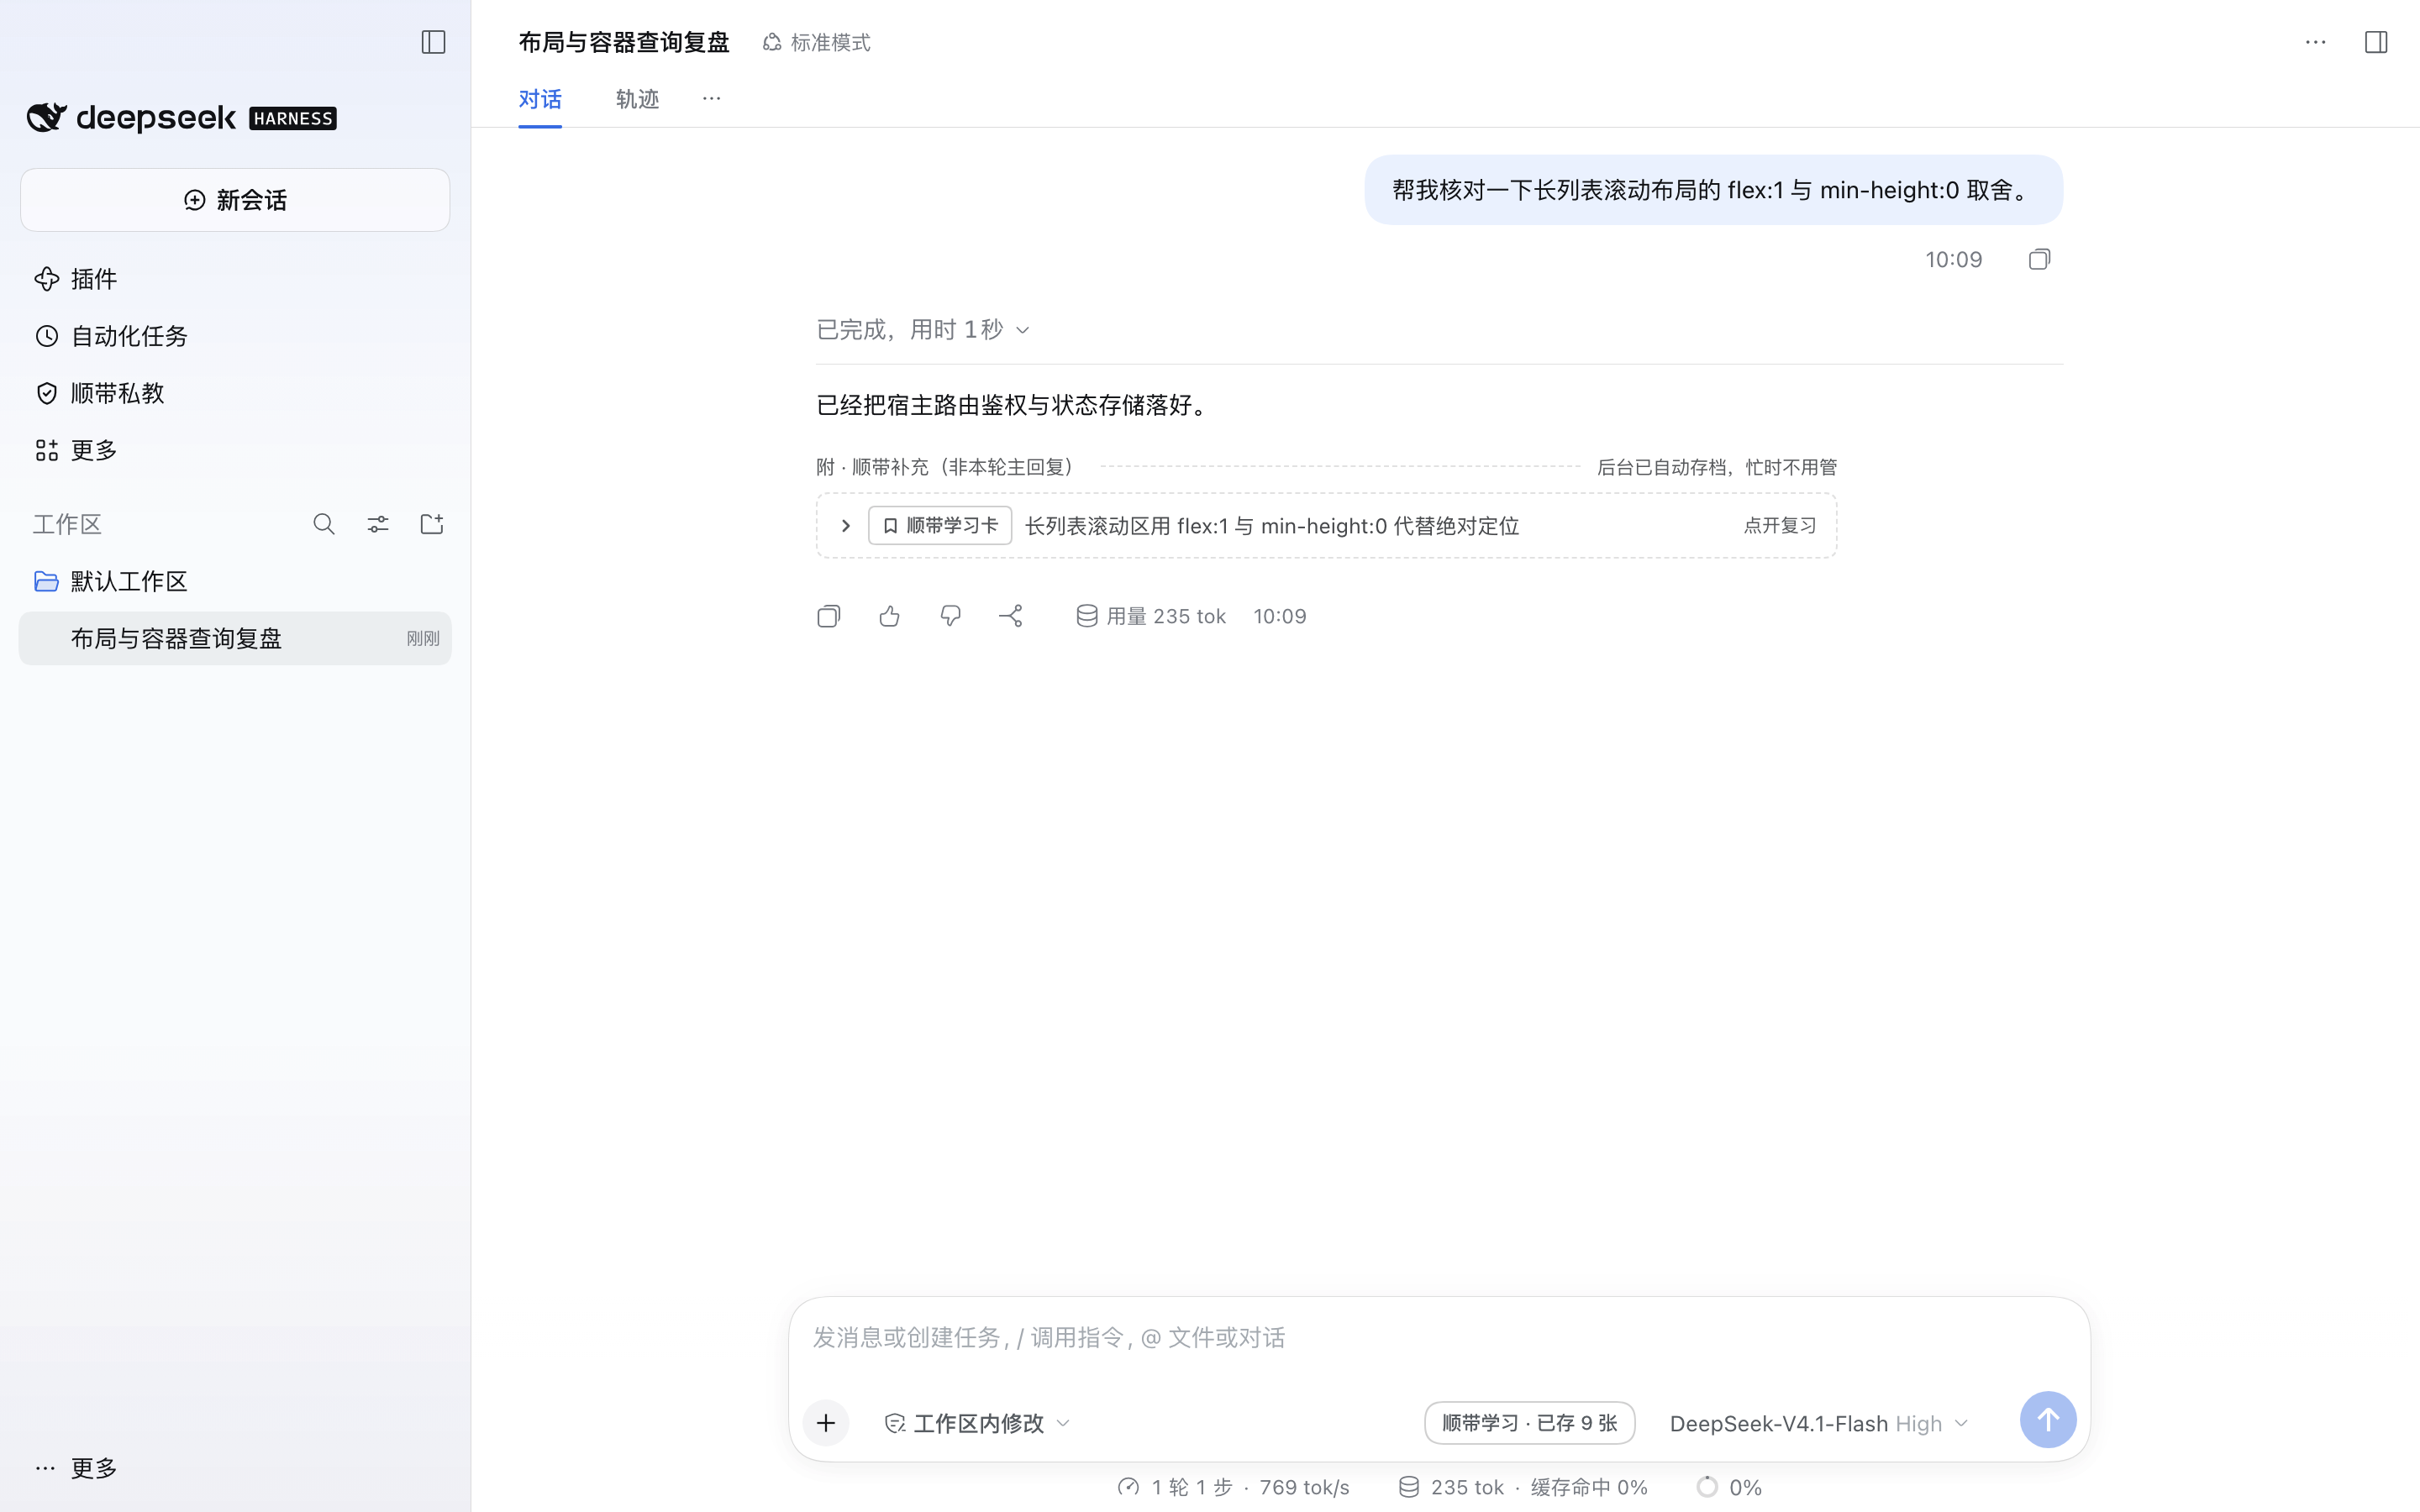 deepseek HARNESS
新会话
插件
自动化任务
顺带私教
更多
工作区
默认工作区
布局与容器查询复盘 刚刚
更多
布局与容器查询复盘 标准模式
对话 轨迹
帮我核对一下长列表滚动布局的 flex:1 与 min-height:0 取舍。
10:09
已完成，用时 1秒
已经把宿主路由鉴权与状态存储落好。
附 · 顺带补充（非本轮主回复） 后台已自动存档，忙时不用管
顺带学习卡 长列表滚动区用 flex:1 与 min-height:0 代替绝对定位 点开复习
用量 235 tok 10:09
发消息或创建任务, / 调用指令, @ 文件或对话
工作区内修改 顺带学习 · 已存 9 张 DeepSeek-V4.1-Flash High
1 轮 1 步 · 769 tok/s 235 tok · 缓存命中 0% 0%